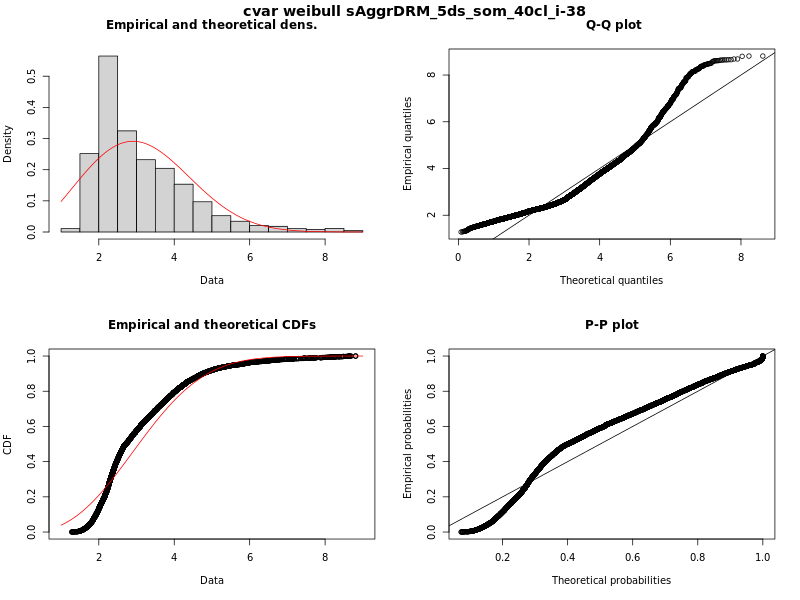 cvar weibull sAggrDRM_5ds_som_40cl_i-38
Empirical and theoretical dens.
Density
0.0 0.1 0.2 0.3 0.4 0.5
2 4 6 8
Data
Q-Q plot
Empirical quantiles
2 4 6 8
0 2 4 6 8
Theoretical quantiles
Empirical and theoretical CDFs
CDF
0.0 0.2 0.4 0.6 0.8 1.0
2 4 6 8
Data
P-P plot
Empirical probabilities
0.0 0.2 0.4 0.6 0.8 1.0
0.2 0.4 0.6 0.8 1.0
Theoretical probabilities